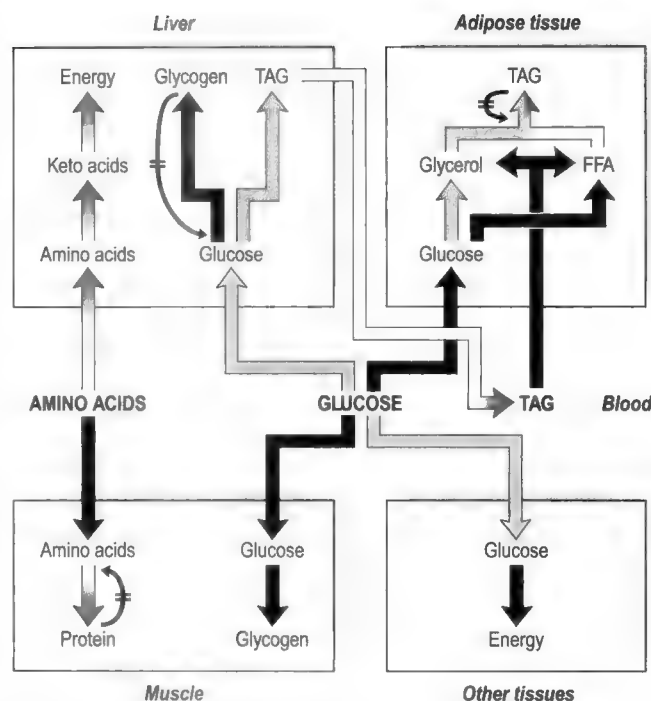 Liver
Adipose tissue
Energy Glycogen TAG
TAG
Keto acids
Glycerol FFA
Amino acids Glucose
Glucose
AMINO ACIDS GLUCOSE TAG Blood
Amino acids Glucose
Glucose
Protein Glycogen
Energy
Muscle
Other tissues